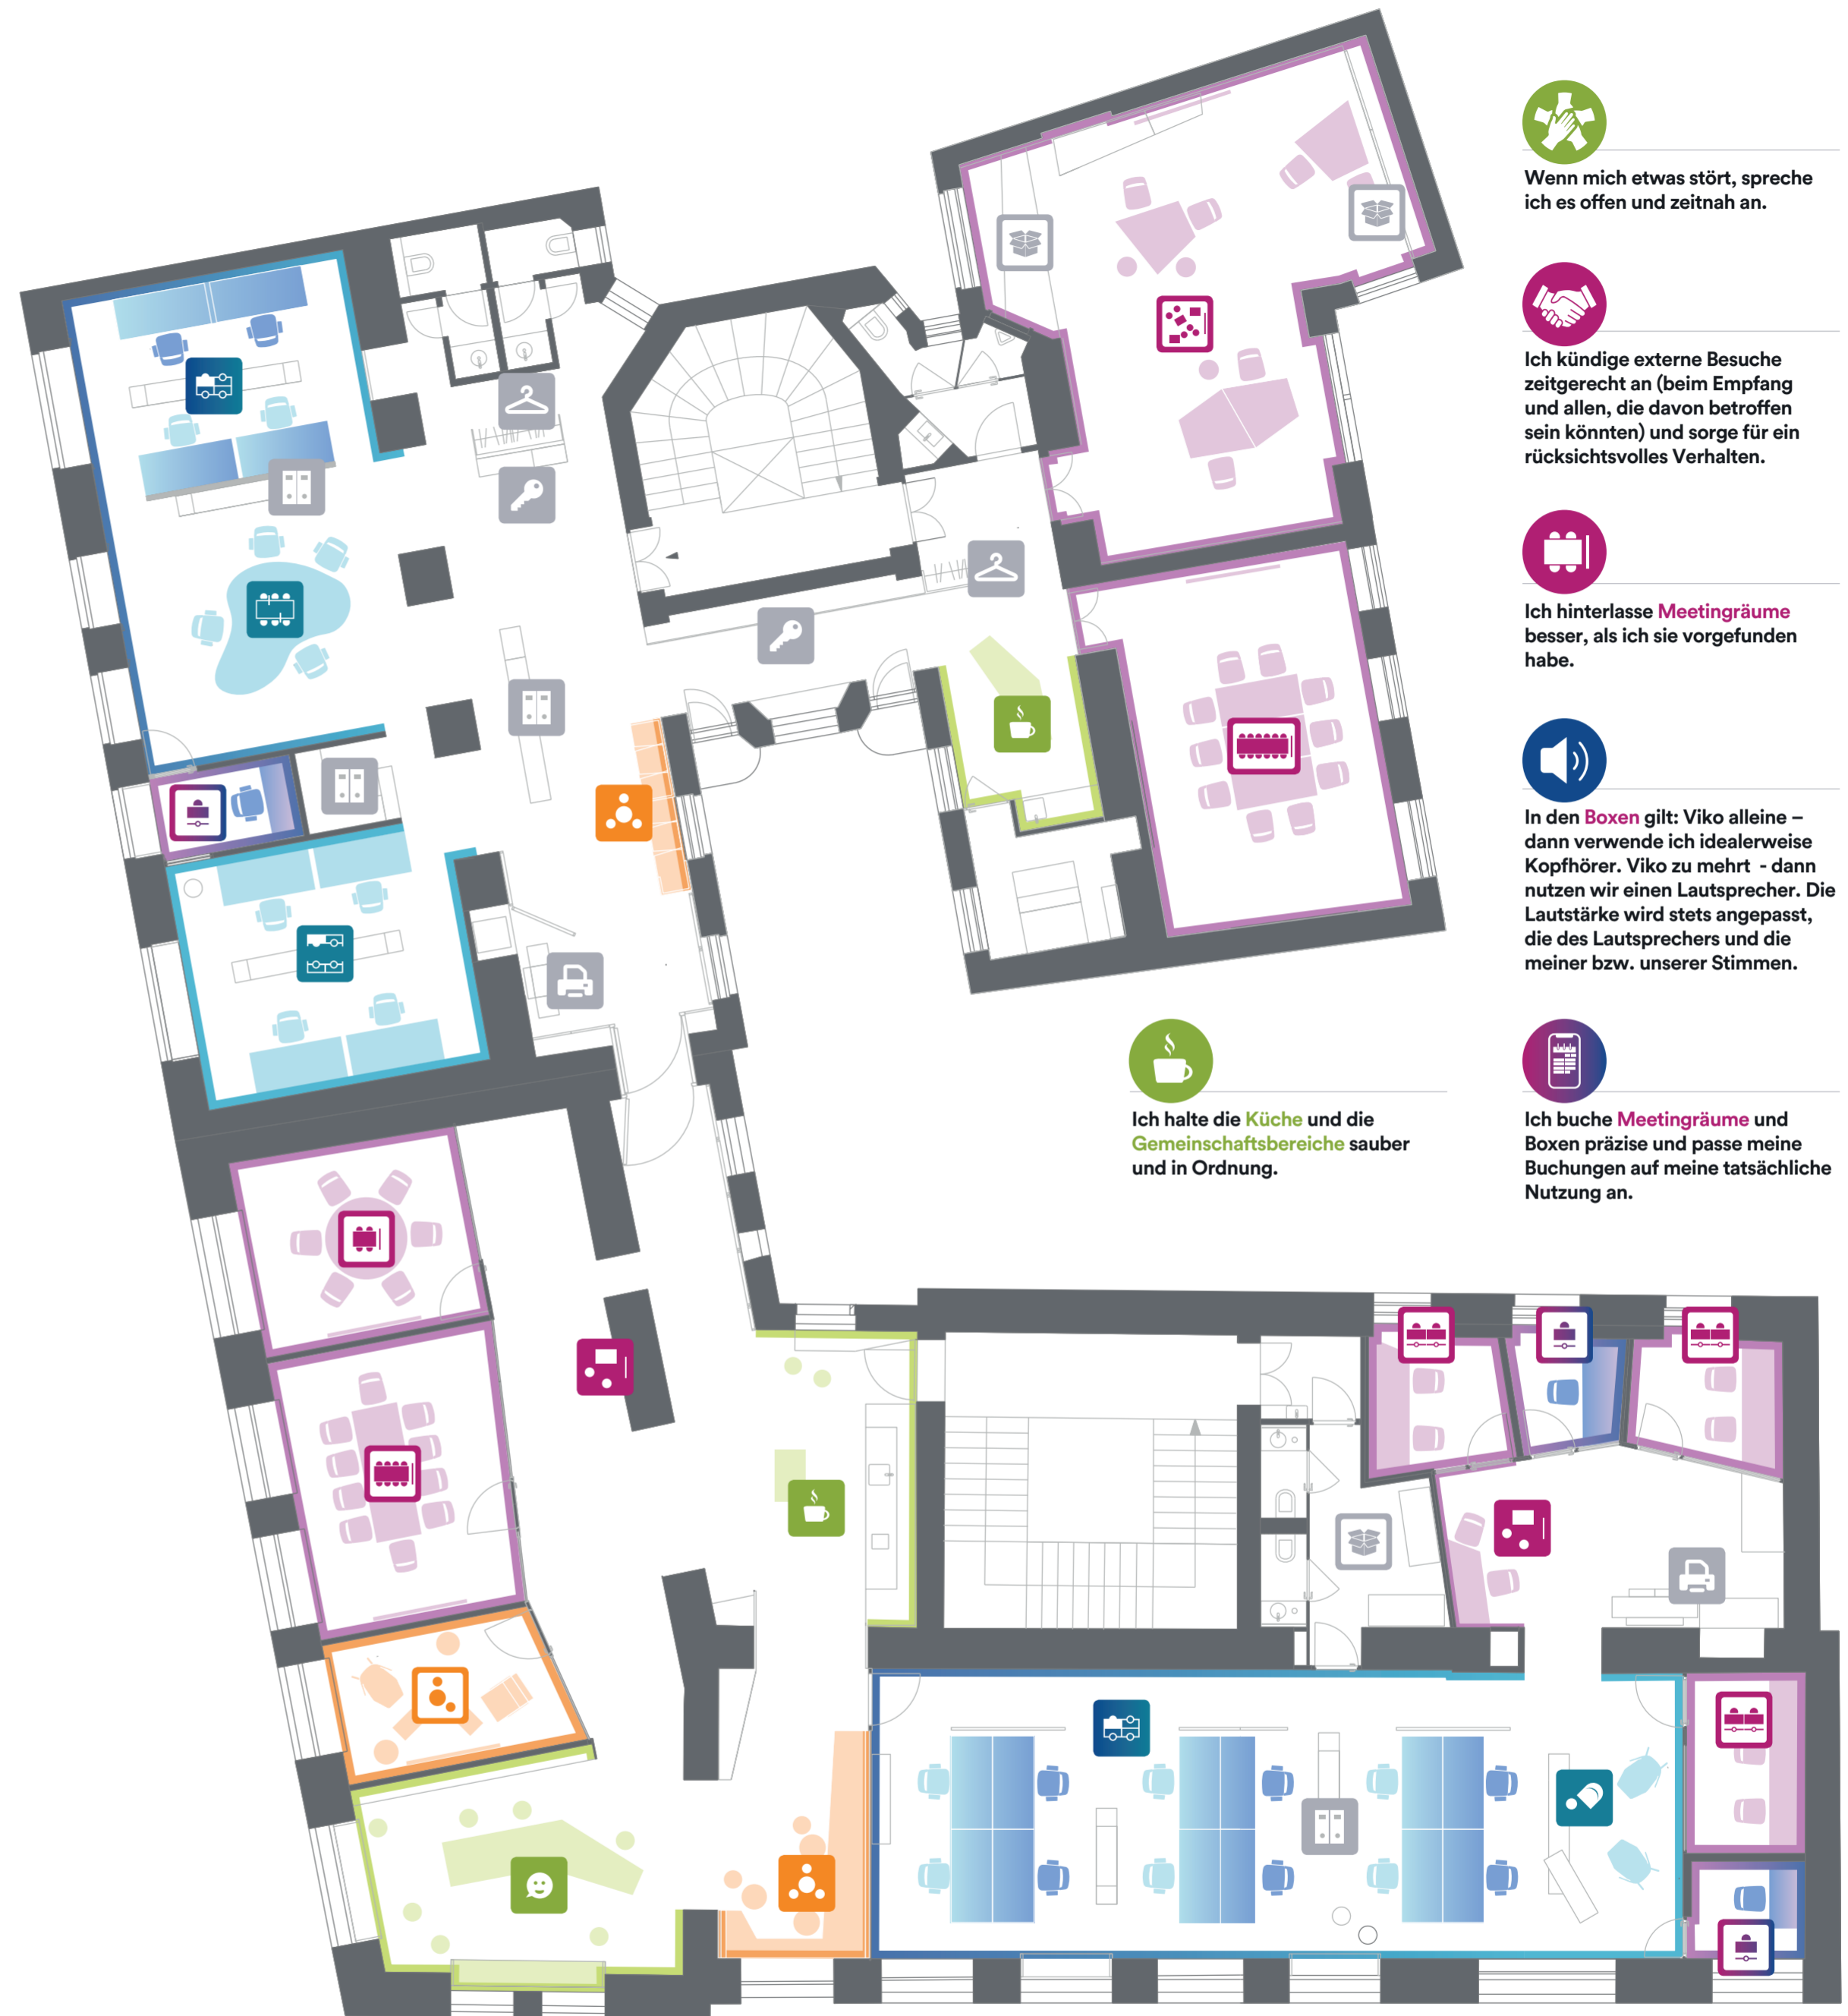 Wenn mich etwas stört, spreche
ich es offen und zeitnah an.
Ich kündige externe Besuche
zeitgerecht an (beim Empfang
und allen, die davon betroffen
sein könnten) und sorge für ein
rücksichtsvolles Verhalten.
Ich hinterlasse Meetingräume
besser, als ich sie vorgefunden
habe.
In den Boxen gilt: Viko alleine –
dann verwende ich idealerweise
Kopfhörer. Viko zu mehrt - dann
nutzen wir einen Lautsprecher. Die
Lautstärke wird stets angepasst,
die des Lautsprechers und die
meiner bzw. unserer Stimmen.
Ich halte die Küche und die
Gemeinschaftsbereiche sauber
und in Ordnung.
Ich buche Meetingräume und
Boxen präzise und passe meine
Buchungen auf meine tatsächliche
Nutzung an.